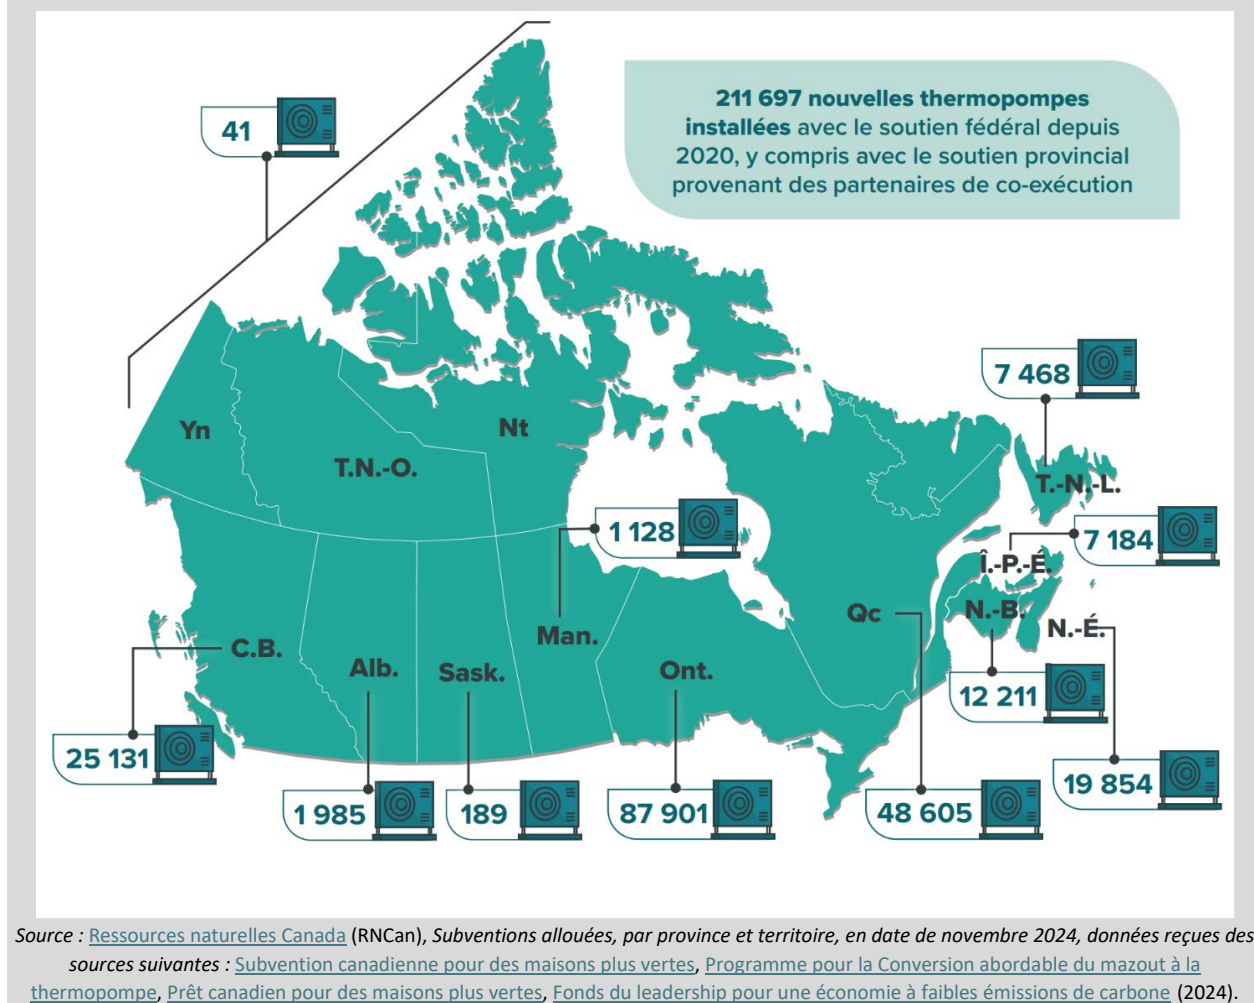 211 697 nouvelles thermopompes
installées avec le soutien fédéral depuis
2020, y compris avec le soutien provincial
provenant des partenaires de co-exécution
41
7 468
Yn
Nt
T.N.-O.
T.-N.-L.
1 128
7 184
Î.-P.-É.
Qc
N.-B.
N.-É.
Man.
C.B.
Alb.
Sask.
Ont.
12 211
25 131
19 854
1 985
189
87 901
48 605
Source : Ressources naturelles Canada (RNCan), Subventions allouées, par province et territoire, en date de novembre 2024, données reçues des
sources suivantes : Subvention canadienne pour des maisons plus vertes, Programme pour la Conversion abordable du mazout à la
thermopompe, Prêt canadien pour des maisons plus vertes, Fonds du leadership pour une économie à faibles émissions de carbone (2024).